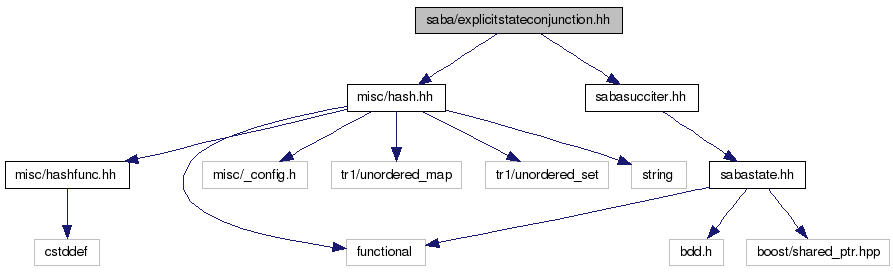 saba/explicitstateconjunction.hh
misc/hash.hh
sabasucciter.hh
misc/hashfunc.hh
misc/_config.h
tr1/unordered_map
tr1/unordered_set
string
sabastate.hh
cstddef
functional
bdd.h
boost/shared_ptr.hpp